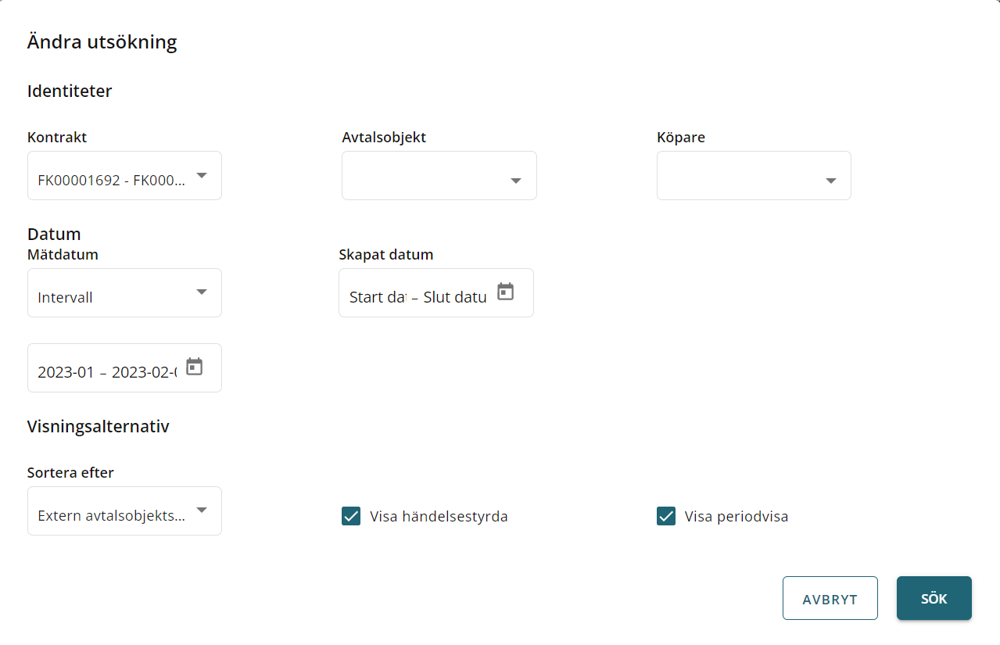 Ändra utsökning
Identiteter
Kontrakt
Avtalsobjekt
Köpare
FK00001692 - FK000...
Datum
Mätdatum
Skapat datum
Intervall
Start dat – Slut datu
2023-01 – 2023-02-0
Visningsalternativ
Sortera efter
Extern avtalsobjekts...
Visa händelsestyrda
Visa periodvisa
AVBRYT
SÖK